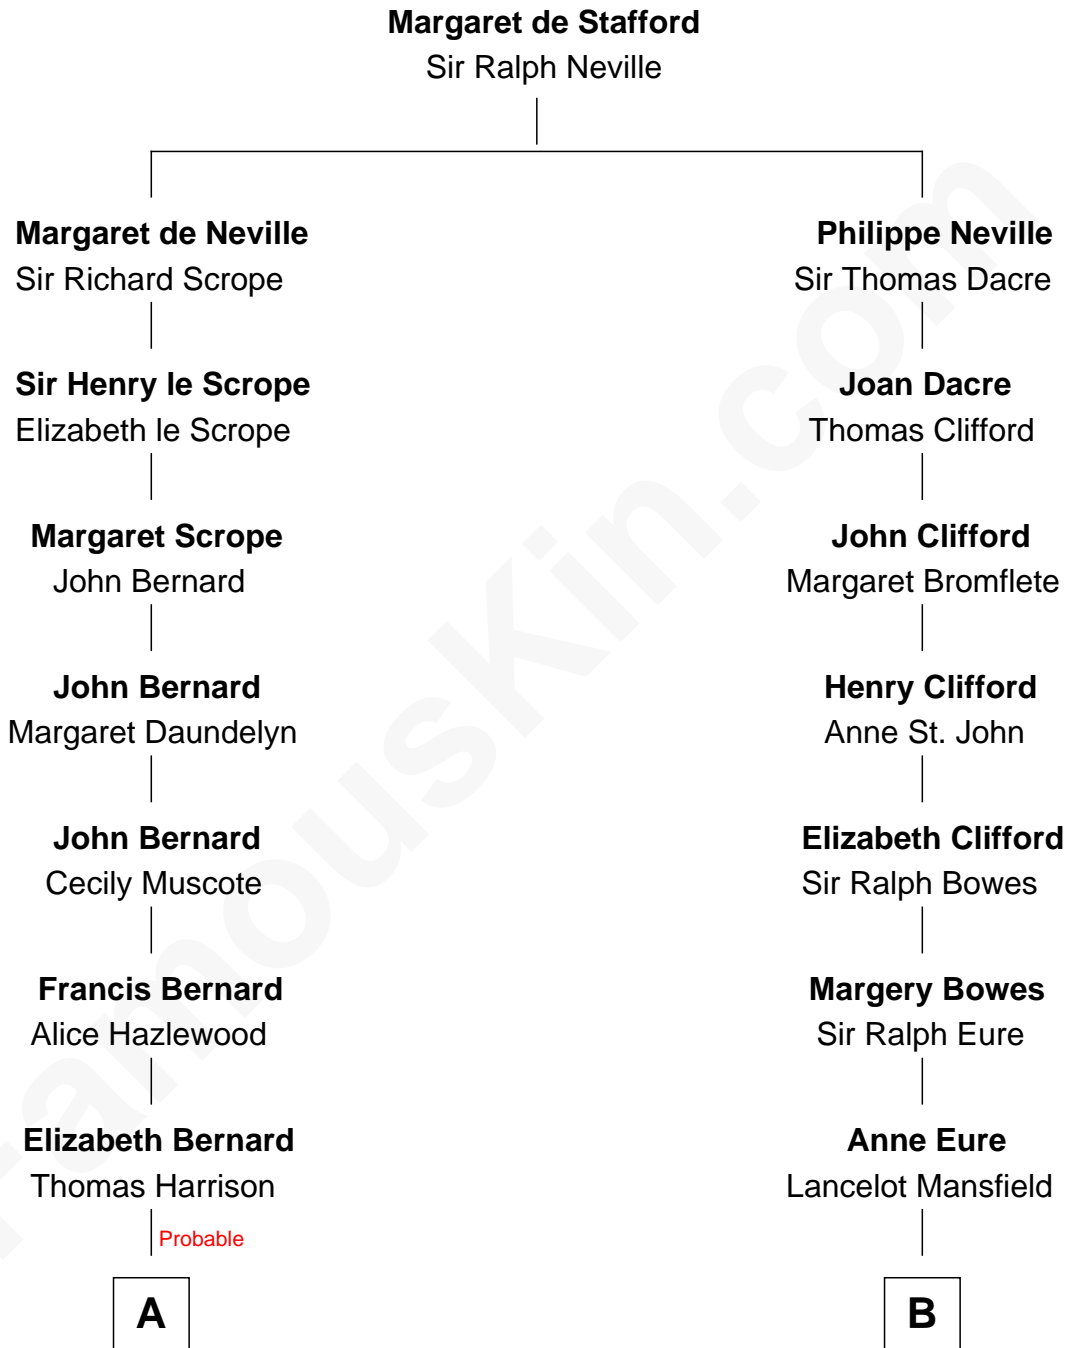 Margaret de Stafford
Sir Ralph Neville
Margaret de Neville
Sir Richard Scrope
Philippe Neville
Sir Thomas Dacre
Sir Henry le Scrope
Elizabeth le Scrope
Joan Dacre
Thomas Clifford
Margaret Scrope
John Bernard
John Clifford
Margaret Bromflete
John Bernard
Margaret Daundelyn
Henry Clifford
Anne St. John
John Bernard
Cecily Muscote
Elizabeth Clifford
Sir Ralph Bowes
Francis Bernard
Alice Hazlewood
Margery Bowes
Sir Ralph Eure
Elizabeth Bernard
Thomas Harrison
Anne Eure
Lancelot Mansfield
Probable
A
B
FamousKin.com